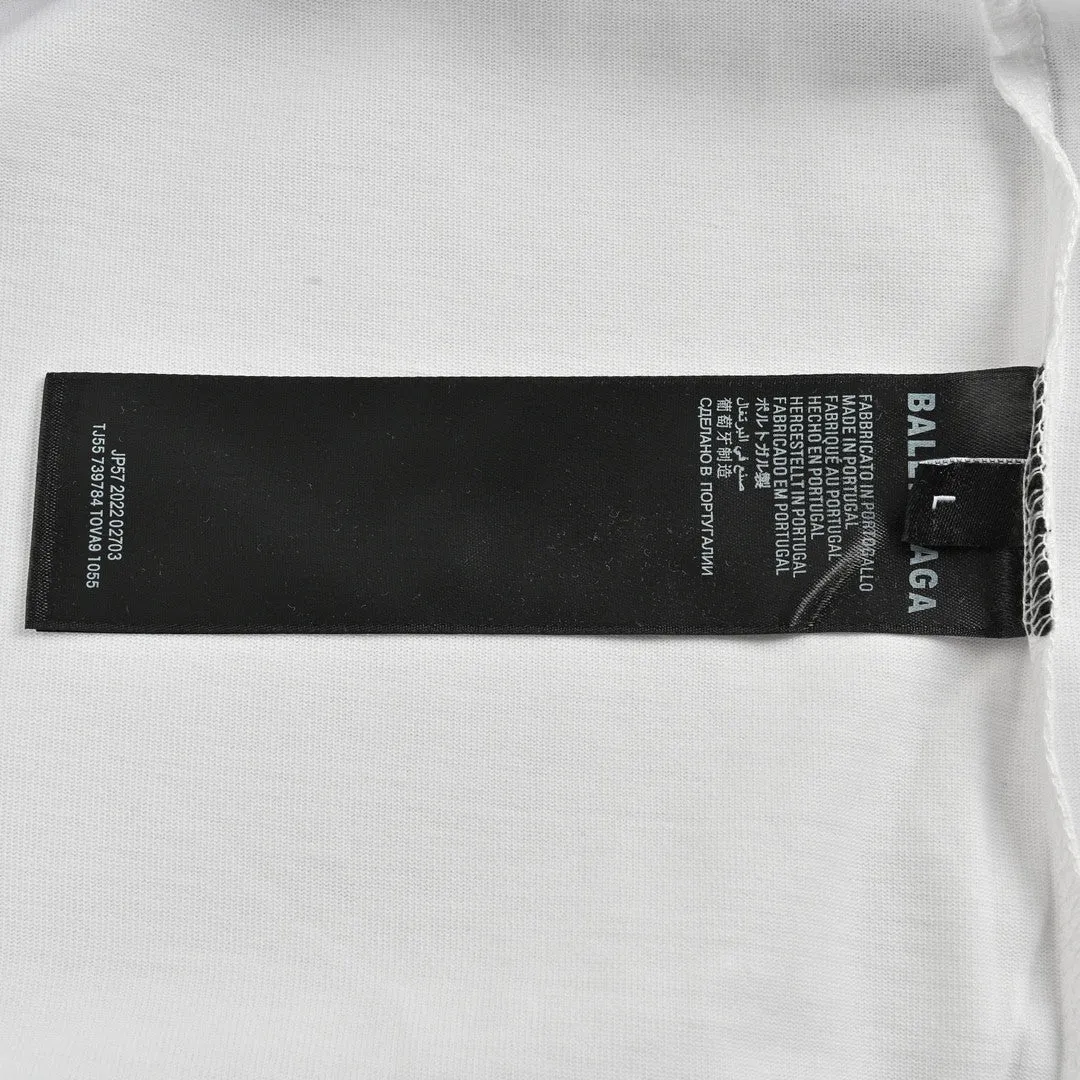 BALE
AGA
L
FABBRICATO IN PORTOGALLO
MADE IN PORTUGAL
FABRIQUE AU PORTUGAL
HECHO EN PORTUGAL
HERGESTELLT IN PORTUGAL
FABRICADO EM PORTUGAL
ポルトガル製
صنع في البرتغال
葡萄牙制造
СДЕЛАНО В ПОРТУГАЛИИ
JP57 2022 02703
TJ55 739784 TOVA9 1055